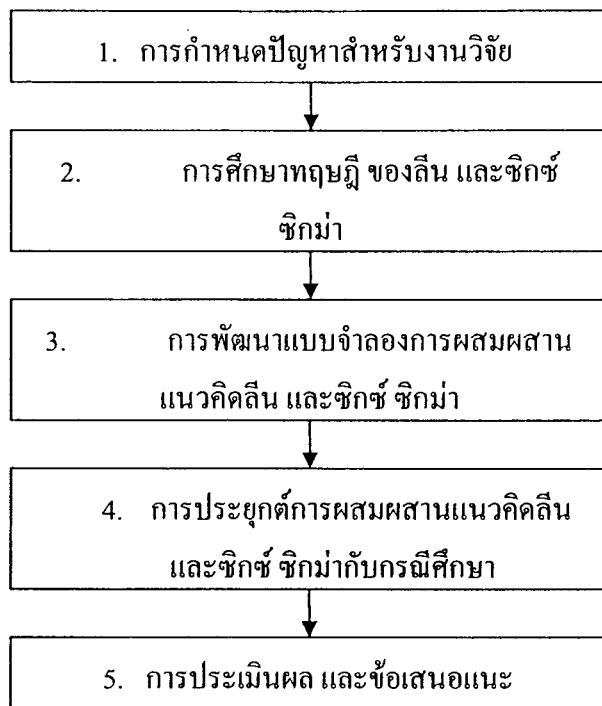 1. การกำหนดปัญหาสำหรับงานวิจัย
2. การศึกษาทฤษฎี ของลีน และซิกซ์
ซิกม่า
3. การพัฒนาแบบจำลองการผสมผสาน
แนวคิดลีน และซิกซ์ ซิกม่า
4. การประยุกต์การผสมผสานแนวคิดลีน
และซิกซ์ ซิกม่ากับกรณีศึกษา
5. การประเมินผล และข้อเสนอแนะ